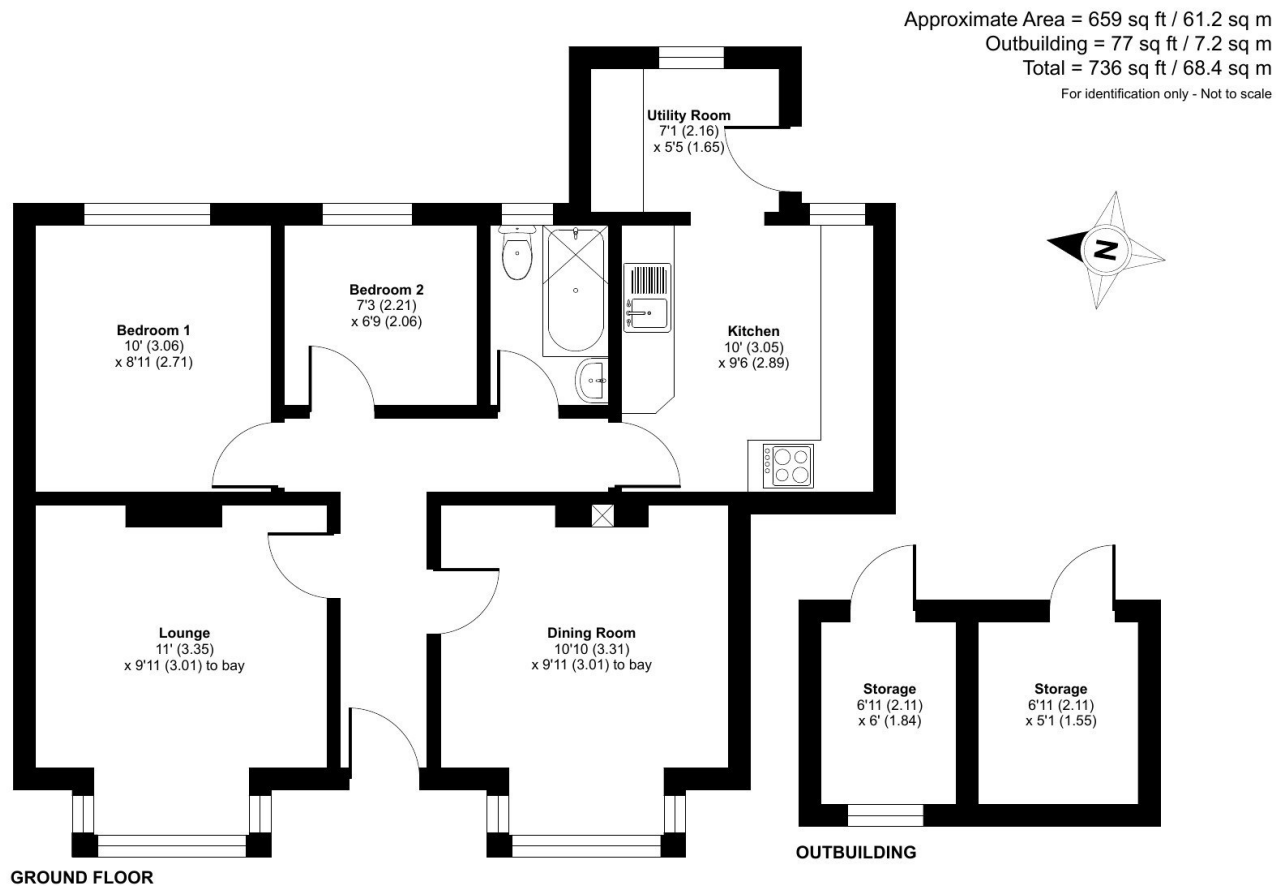 Approximate Area = 659 sq ft / 61.2 sq m
Outbuilding = 77 sq ft / 7.2 sq m
Total = 736 sq ft / 68.4 sq m
For identification only - Not to scale
Utility Room
7'1 (2.16)
x 5'5 (1.65)
N
Bedroom 2
7'3 (2.21)
x 6'9 (2.06)
Bedroom 1
10' (3.06)
x 8'11 (2.71)
Kitchen
10' (3.05)
x 9'6 (2.89)
Lounge
11' (3.35)
x 9'11 (3.01) to bay
Dining Room
10'10 (3.31)
x 9'11 (3.01) to bay
Storage
6'11 (2.11)
x 6' (1.84)
Storage
6'11 (2.11)
x 5'1 (1.55)
OUTBUILDING
GROUND FLOOR